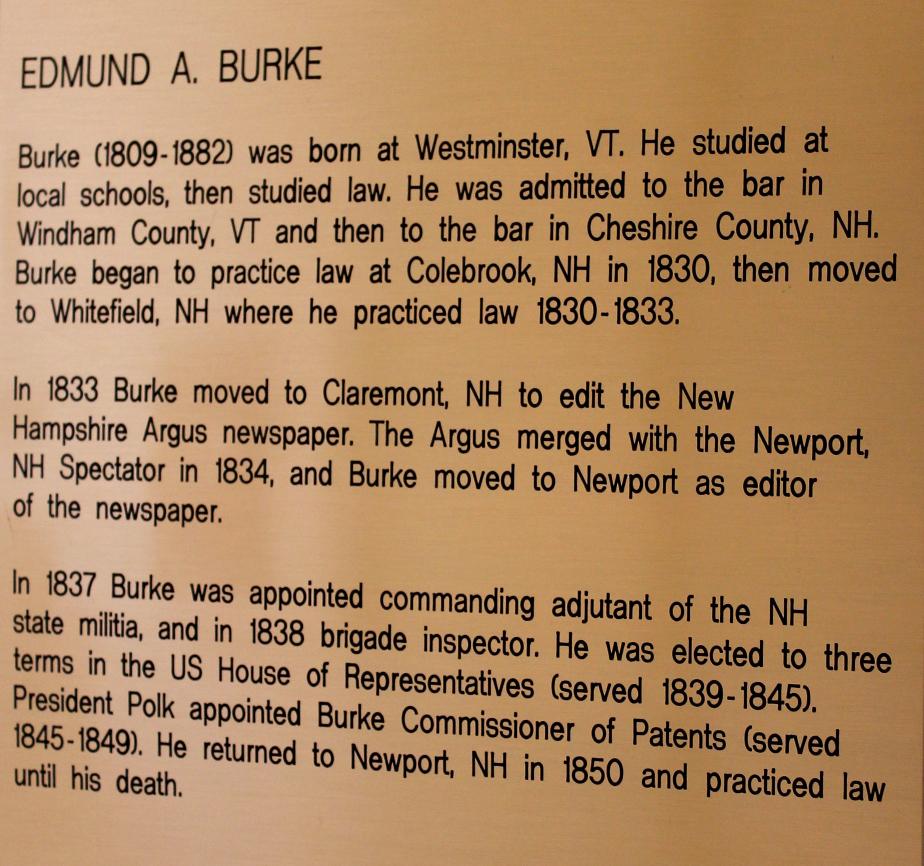 EDMUND A. BURKE
Burke (1809-1882) was born at Westminster, VT. He studied at
local schools, then studied law. He was admitted to the bar in
Windham County, VT and then to the bar in Cheshire County, NH.
Burke began to practice law at Colebrook, NH in 1830, then moved
to Whitefield, NH where he practiced law 1830-1833.
In 1833 Burke moved to Claremont, NH to edit the New
Hampshire Argus newspaper. The Argus merged with the Newport,
NH Spectator in 1834, and Burke moved to Newport as editor
of the newspaper.
In 1837 Burke was appointed commanding adjutant of the NH
state militia, and in 1838 brigade inspector. He was elected to three
terms in the US House of Representatives (served 1839-1845).
President Polk appointed Burke Commissioner of Patents (served
1845-1849). He returned to Newport, NH in 1850 and practiced law
until his death.